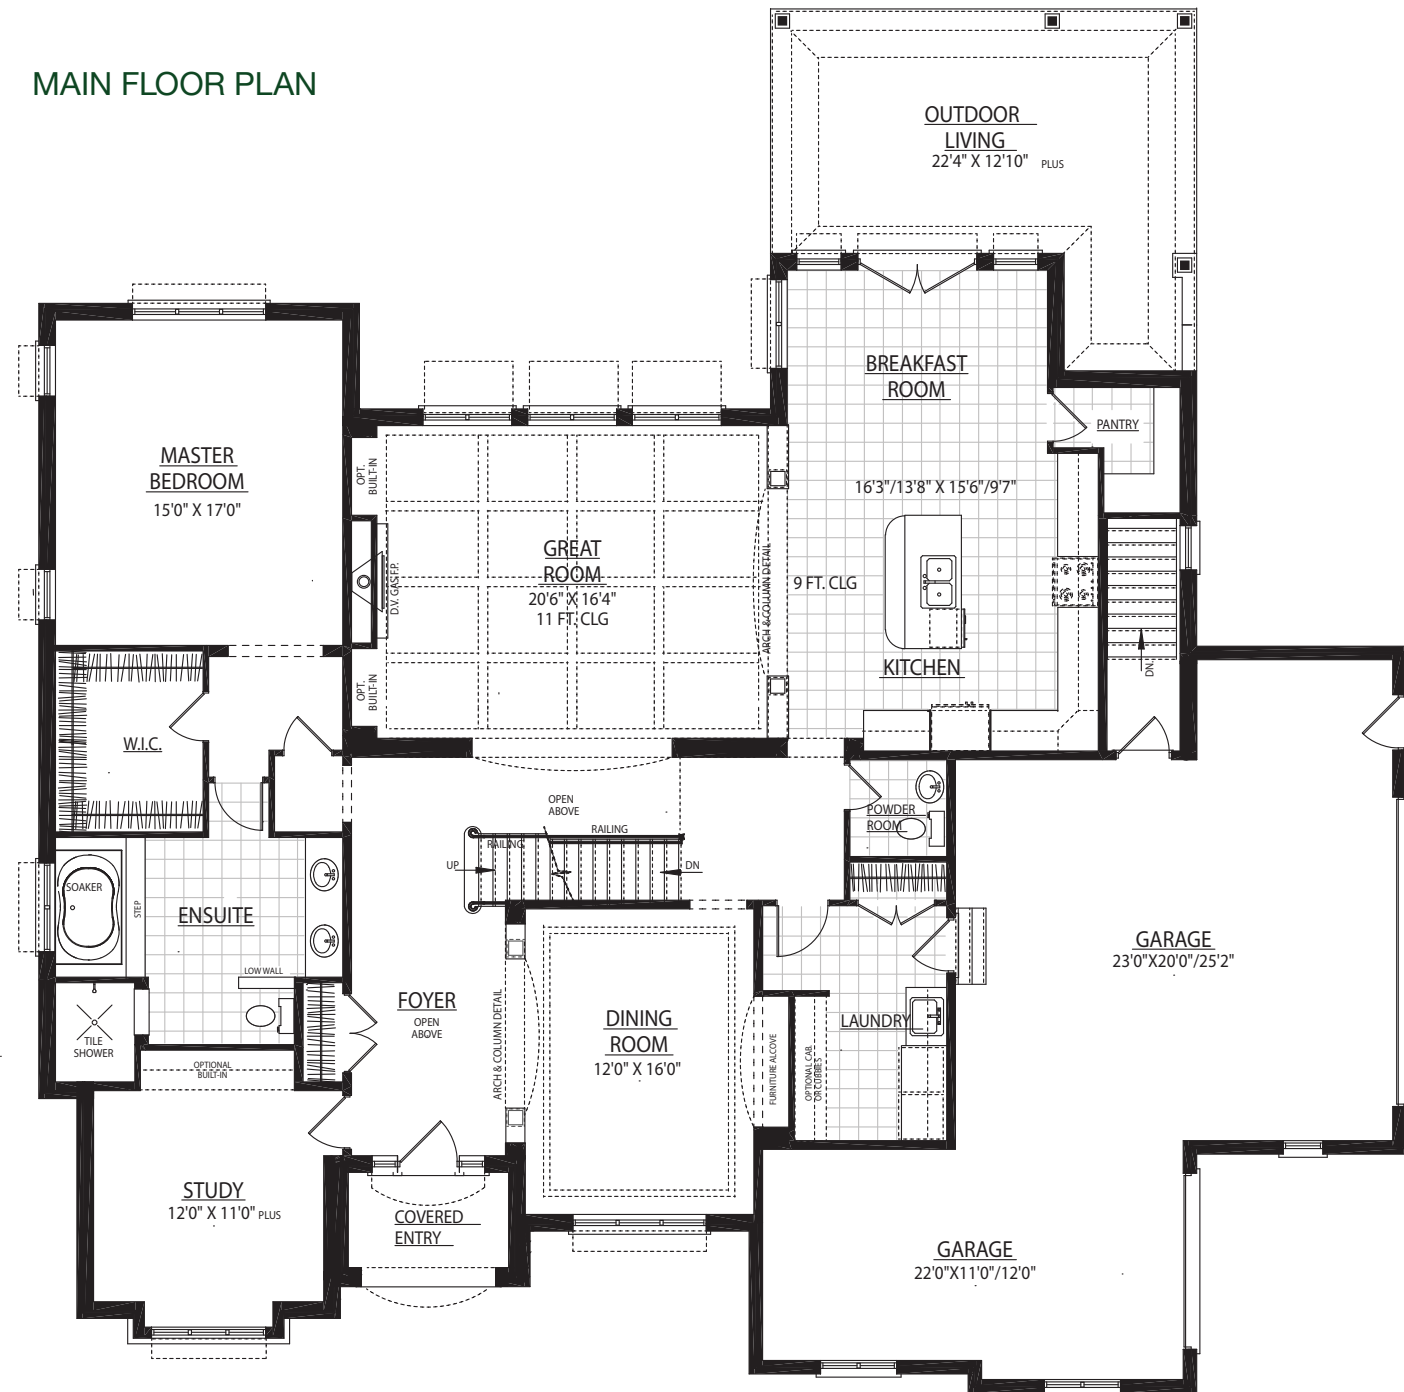 MAIN FLOOR PLAN
OUTDOOR
LIVING
22'4" X 12'10" PLUS
BREAKFAST
ROOM
PANTRY
16'3"/13'8" X 15'6"/9'7"
MASTER
BEDROOM
15'0" X 17'0"
OPT.
BUILT-IN
GREAT
ROOM
20'6" X 16'4"
11 FT. CLG
D.V. GAS F.P.
ARCH & COLUMN DETAIL
9 FT. CLG
KITCHEN
DN.
OPT.
BUILT-IN
W.I.C.
OPEN
ABOVE
RAILING
RAILING
UP
DN
POWDER
ROOM
SOAKER
STEP
ENSUITE
LOW WALL
TILE
SHOWER
FOYER
OPEN
ABOVE
ARCH & COLUMN DETAIL
DINING
ROOM
12'0" X 16'0"
FURNITURE ALCOVE
OPTIONAL CAB.
OR CUBBIES
LAUNDRY
GARAGE
23'0"X20'0"/25'2"
OPTIONAL
BUILT-IN
STUDY
12'0" X 11'0" PLUS
COVERED
ENTRY
GARAGE
22'0"X11'0"/12'0"